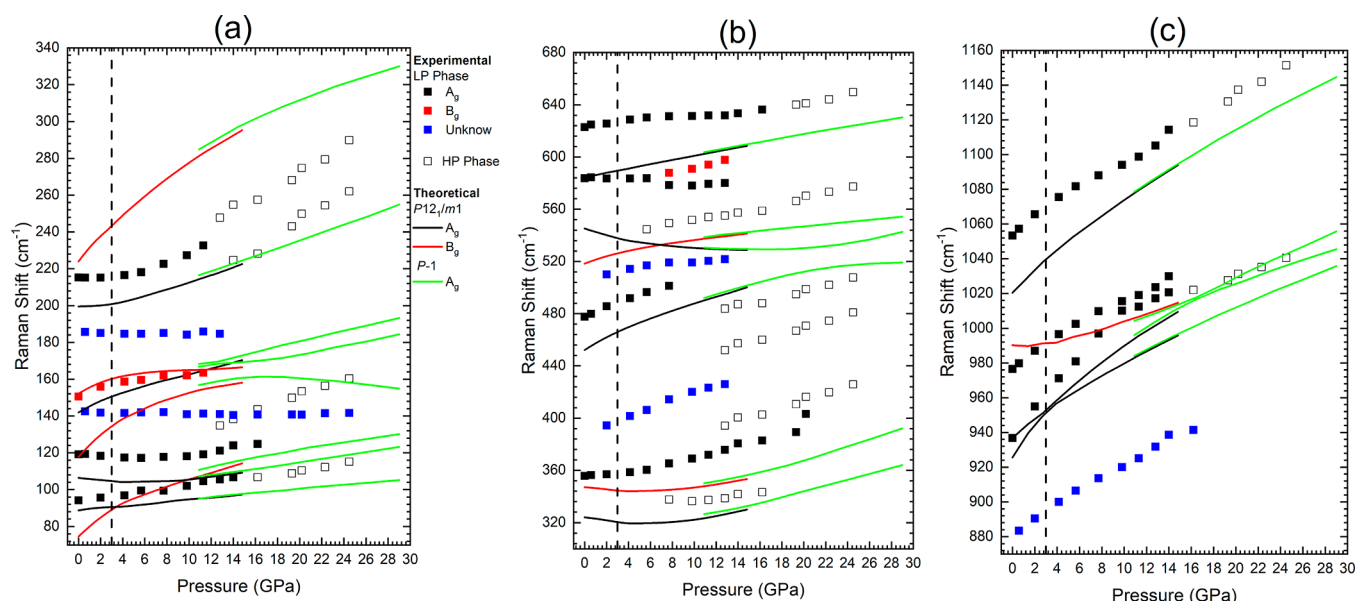 (a)
340
320
300
280
260
240
220
200
180
160
140
120
100
80
Raman Shift (cm-1)
0 2 4 6 8 10 12 14 16 18 20 22 24 26 28 30
Pressure (GPa)
Experimental
LP Phase
Ag
Bg
Unknow
HP Phase
Theoretical
P121/m1
Ag
Bg
P-1
Ag
(b)
680
640
600
560
520
480
440
400
360
320
Raman Shift (cm-1)
0 2 4 6 8 10 12 14 16 18 20 22 24 26 28
Pressure (GPa)
(c)
1160
1140
1120
1100
1080
1060
1040
1020
1000
980
960
940
920
900
880
Raman Shift (cm-1)
0 2 4 6 8 10 12 14 16 18 20 22 24 26 28 30
Pressure (GPa)